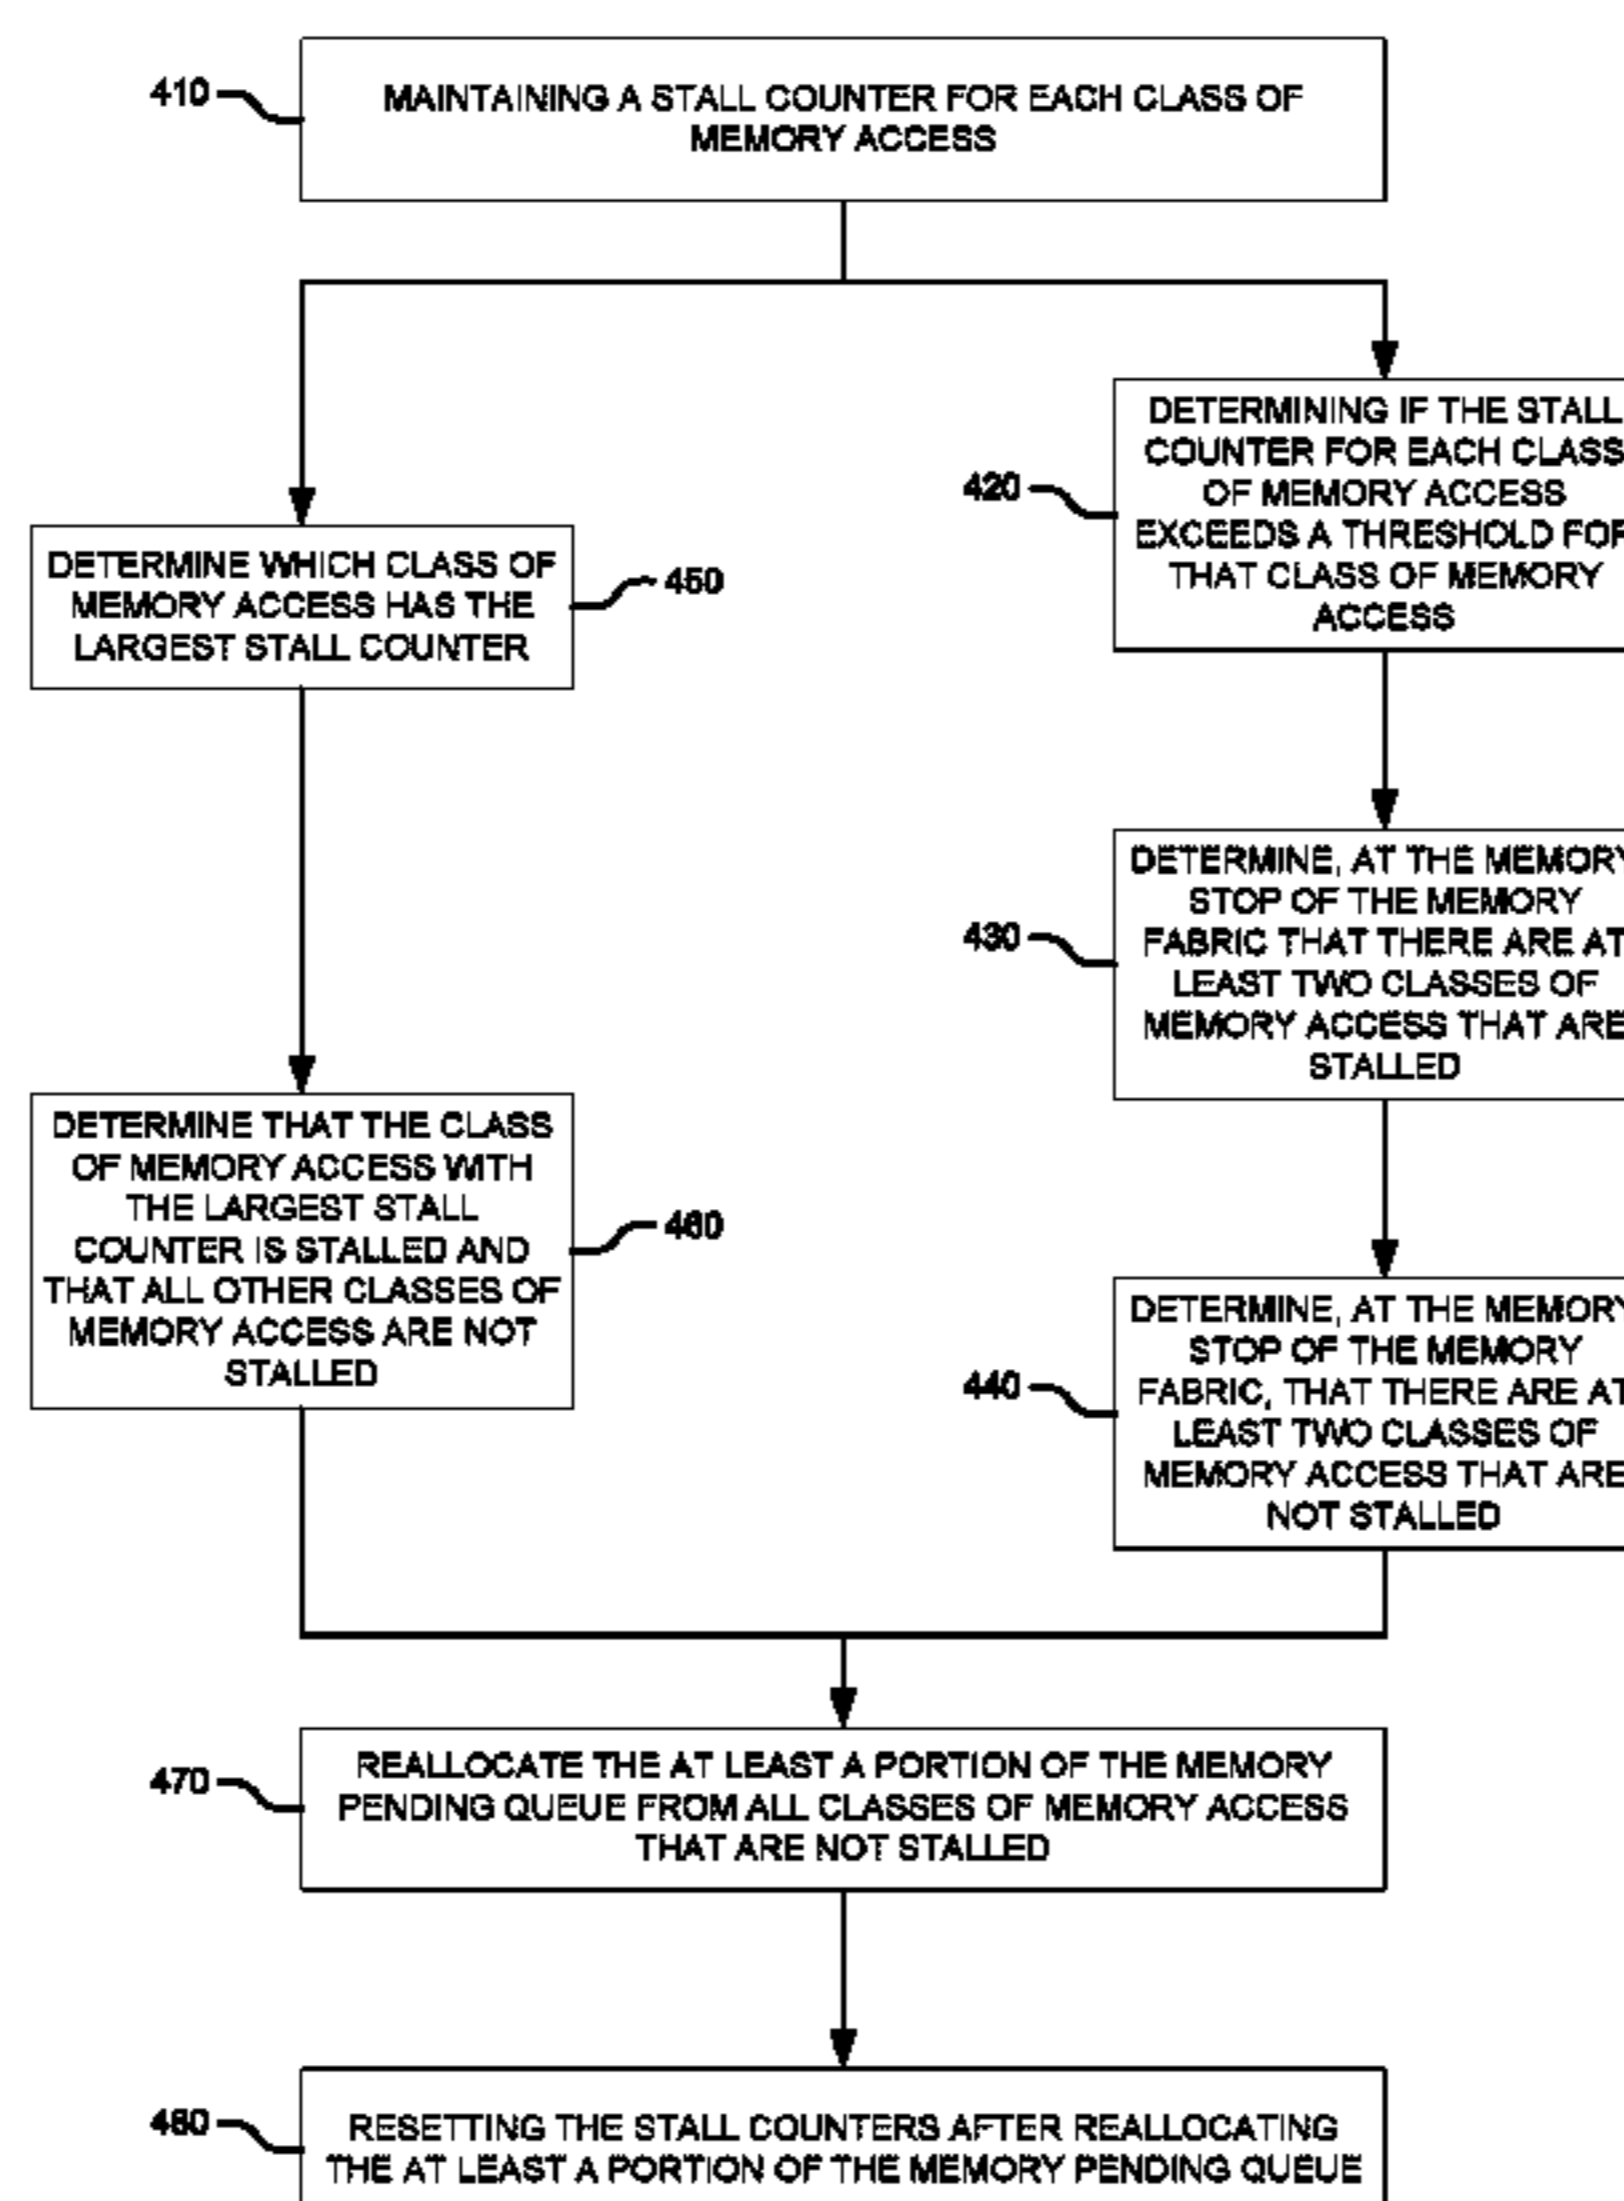 410
MAINTAINING A STALL COUNTER FOR EACH CLASS OF
MEMORY ACCESS
DETERMINING IF THE STALL
COUNTER FOR EACH CLASS
OF MEMORY ACCESS
EXCEEDS A THRESHOLD FOR
THAT CLASS OF MEMORY
ACCESS
420
DETERMINE WHICH CLASS OF
MEMORY ACCESS HAS THE
LARGEST STALL COUNTER
450
DETERMINE, AT THE MEMORY
STOP OF THE MEMORY
FABRIC THAT THERE ARE AT
LEAST TWO CLASSES OF
MEMORY ACCESS THAT ARE
STALLED
430
DETERMINE THAT THE CLASS
OF MEMORY ACCESS WITH
THE LARGEST STALL
COUNTER IS STALLED AND
THAT ALL OTHER CLASSES OF
MEMORY ACCESS ARE NOT
STALLED
460
DETERMINE, AT THE MEMORY
STOP OF THE MEMORY
FABRIC, THAT THERE ARE AT
LEAST TWO CLASSES OF
MEMORY ACCESS THAT ARE
NOT STALLED
440
470
REALLOCATE THE AT LEAST A PORTION OF THE MEMORY
PENDING QUEUE FROM ALL CLASSES OF MEMORY ACCESS
THAT ARE NOT STALLED
480
RESETTING THE STALL COUNTERS AFTER REALLOCATING
THE AT LEAST A PORTION OF THE MEMORY PENDING QUEUE